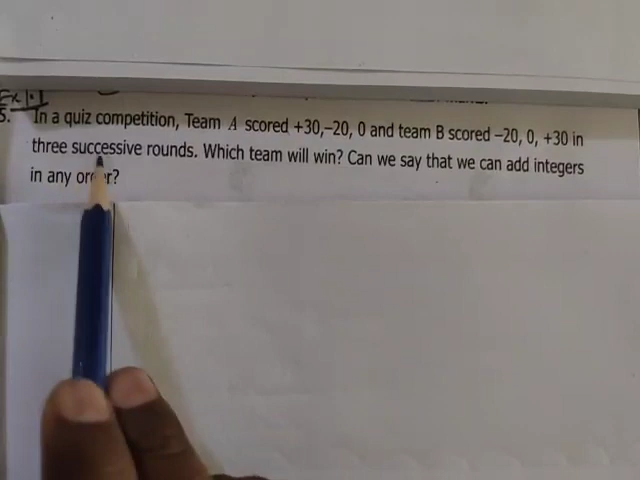 Ex 1.1
5. In a quiz competition, Team A scored +30,–20, 0 and team B scored –20, 0, +30 in
three successive rounds. Which team will win? Can we say that we can add integers
in any order?